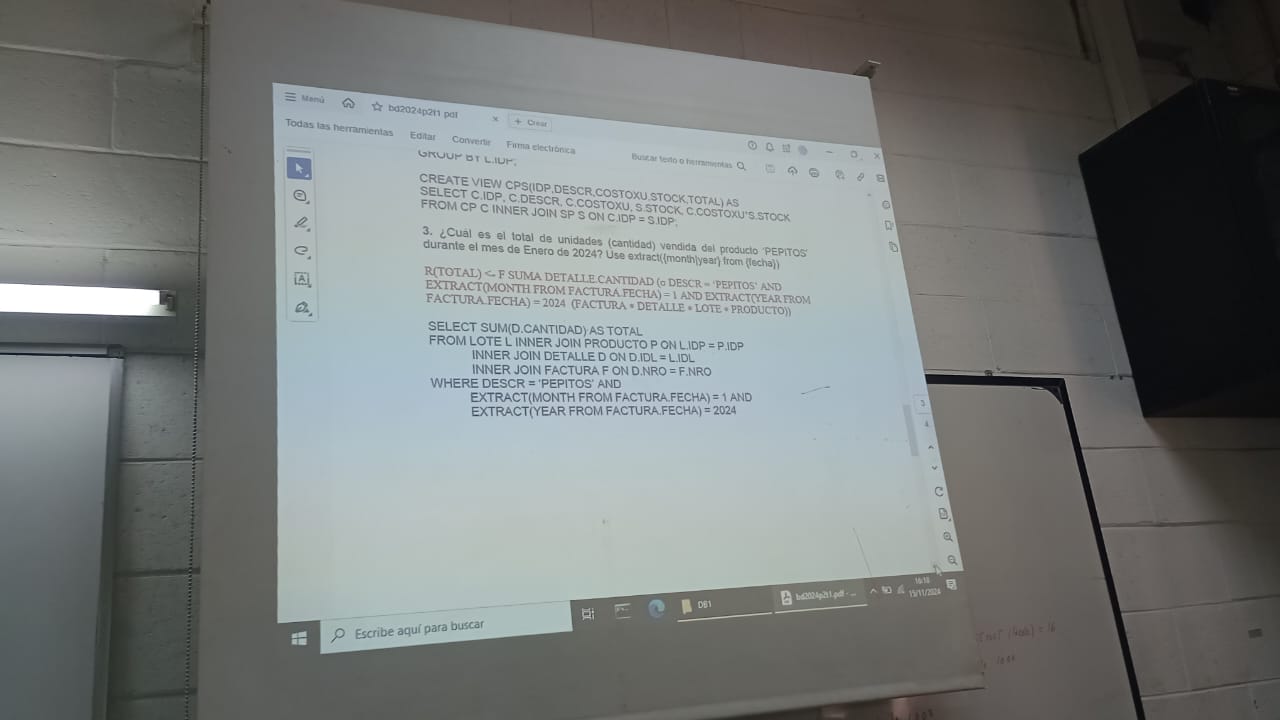 Menú
bd2024p2t1.pdf
×
+ Crear
Todas las herramientas
Editar
Convertir
Firma electrónica
Buscar texto o herramientas
GROUP BY L.IDP;
CREATE VIEW CPS(IDP,DESCR,COSTOXU,STOCK,TOTAL) AS
SELECT C.IDP, C.DESCR, C.COSTOXU, S.STOCK, C.COSTOXU*S.STOCK
FROM CP C INNER JOIN SP S ON C.IDP = S.IDP;
3. ¿Cuál es el total de unidades (cantidad) vendida del producto ‘PEPITOS’
durante el mes de Enero de 2024? Use extract({month|year} from {fecha})
R(TOTAL) <- F SUMA DETALLE.CANTIDAD (σ DESCR = ‘PEPITOS’ AND
EXTRACT(MONTH FROM FACTURA.FECHA) = 1 AND EXTRACT(YEAR FROM
FACTURA.FECHA) = 2024 (FACTURA * DETALLE * LOTE * PRODUCTO))
SELECT SUM(D.CANTIDAD) AS TOTAL
FROM LOTE L INNER JOIN PRODUCTO P ON L.IDP = P.IDP
INNER JOIN DETALLE D ON D.IDL = L.IDL
INNER JOIN FACTURA F ON D.NRO = F.NRO
WHERE DESCR = ‘PEPITOS’ AND
EXTRACT(MONTH FROM FACTURA.FECHA) = 1 AND
EXTRACT(YEAR FROM FACTURA.FECHA) = 2024
3
4
Escribe aquí para buscar
DB1
bd2024p2t1.pdf - ...
16:18
15/11/2024
= 16